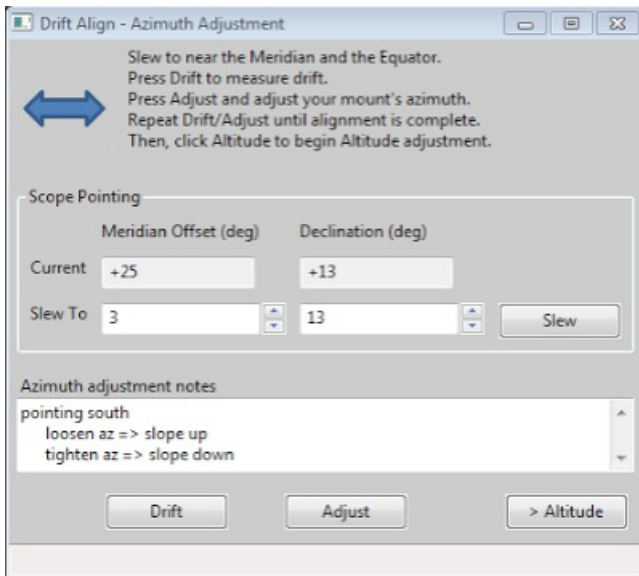 Drift Align - Azimuth Adjustment
Slew to near the Meridian and the Equator.
Press Drift to measure drift.
Press Adjust and adjust your mount's azimuth.
Repeat Drift/Adjust until alignment is complete.
Then, click Altitude to begin Altitude adjustment.
Scope Pointing
Meridian Offset (deg) Declination (deg)
Current +25 +13
Slew To 3 13 Slew
Azimuth adjustment notes
pointing south
loosen az => slope up
tighten az => slope down
Drift Adjust > Altitude